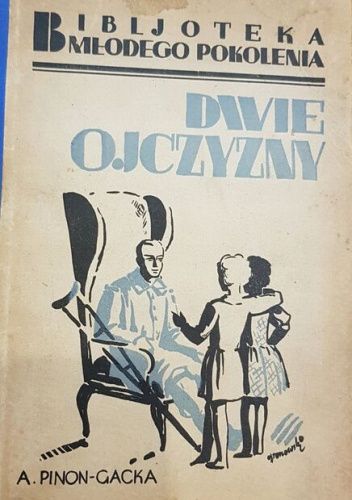 BIBLJOTEKA
MŁODEGO POKOLENIA
DWIE
OJCZYZNY
A. PINON-GACKA